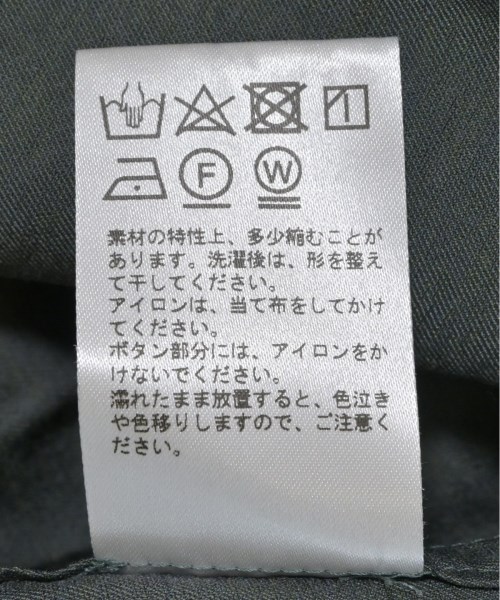 F W
素材の特性上、多少縮むことが
あります。洗濯後は、形を整え
て干してください。
アイロンは、当て布をしてかけ
てください。
ボタン部分には、アイロンをか
けないでください。
濡れたまま放置すると、色泣き
や色移りしますので、ご注意く
ださい。